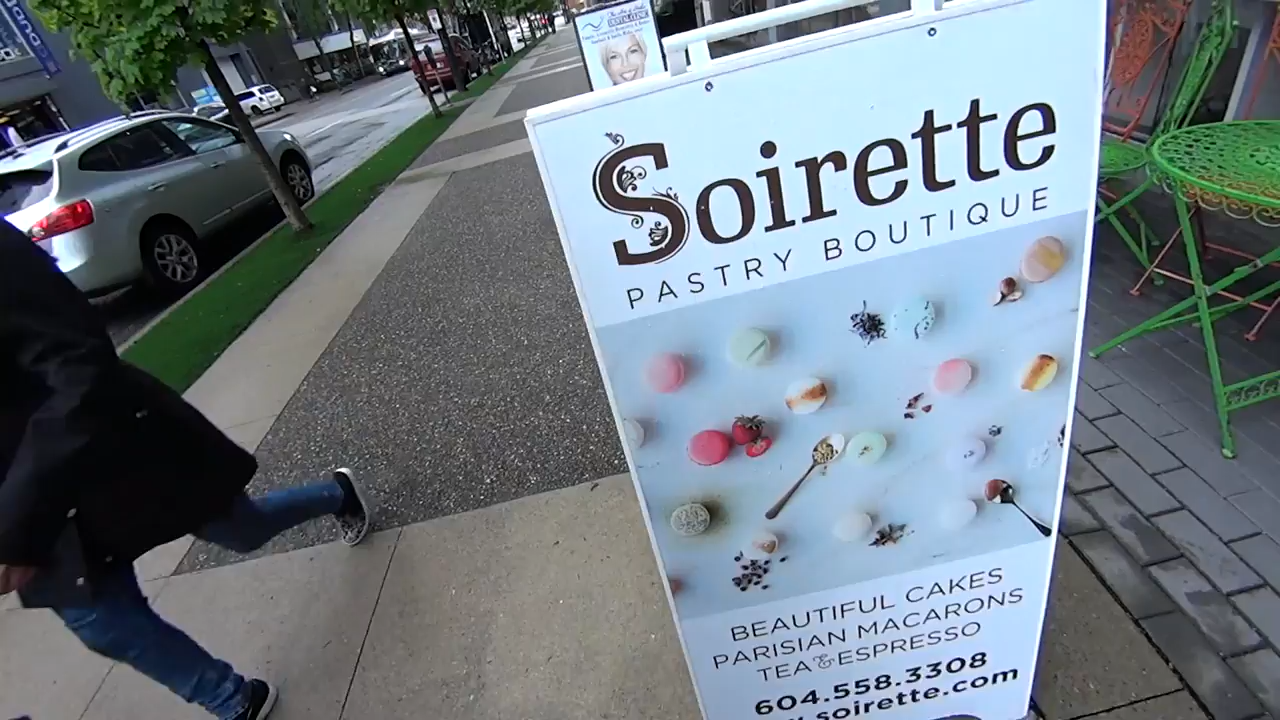 Soirette
PASTRY BOUTIQUE
BEAUTIFUL CAKES
PARISIAN MACARONS
TEA & ESPRESSO
604.558.3308
soirette.com